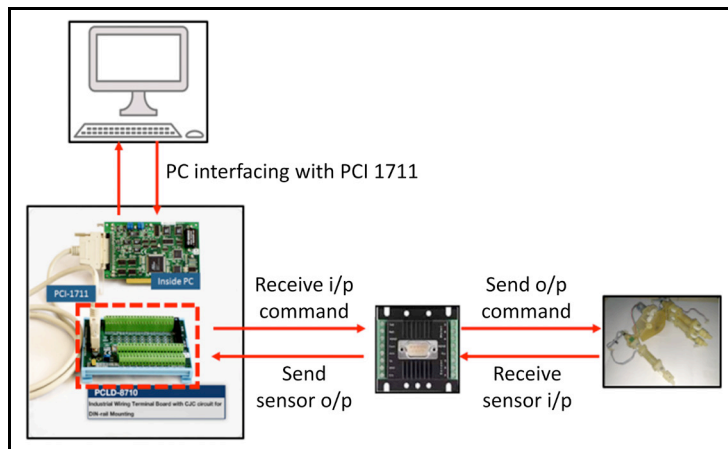 PC interfacing with PCI 1711
Inside PC
PCI-1711
PCLD-8710
Industrial Wiring Terminal Board with CJC circuit for
DIN-rail Mounting
Receive i/p
command
Send
sensor o/p
Send o/p
command
Receive
sensor i/p